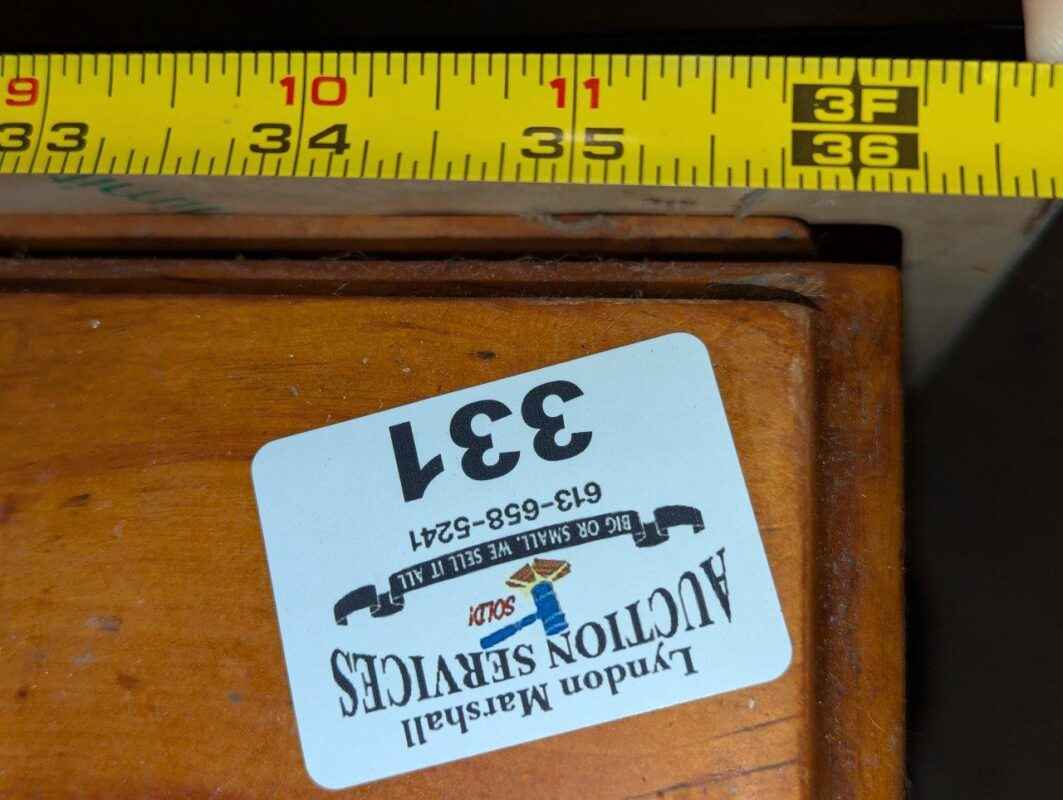 9 10 11 3F
33 34 35 36
Lyndon Marshall
AUCTION SERVICES
SOLD!
BIG OR SMALL, WE SELL IT ALL
613-658-5241
331